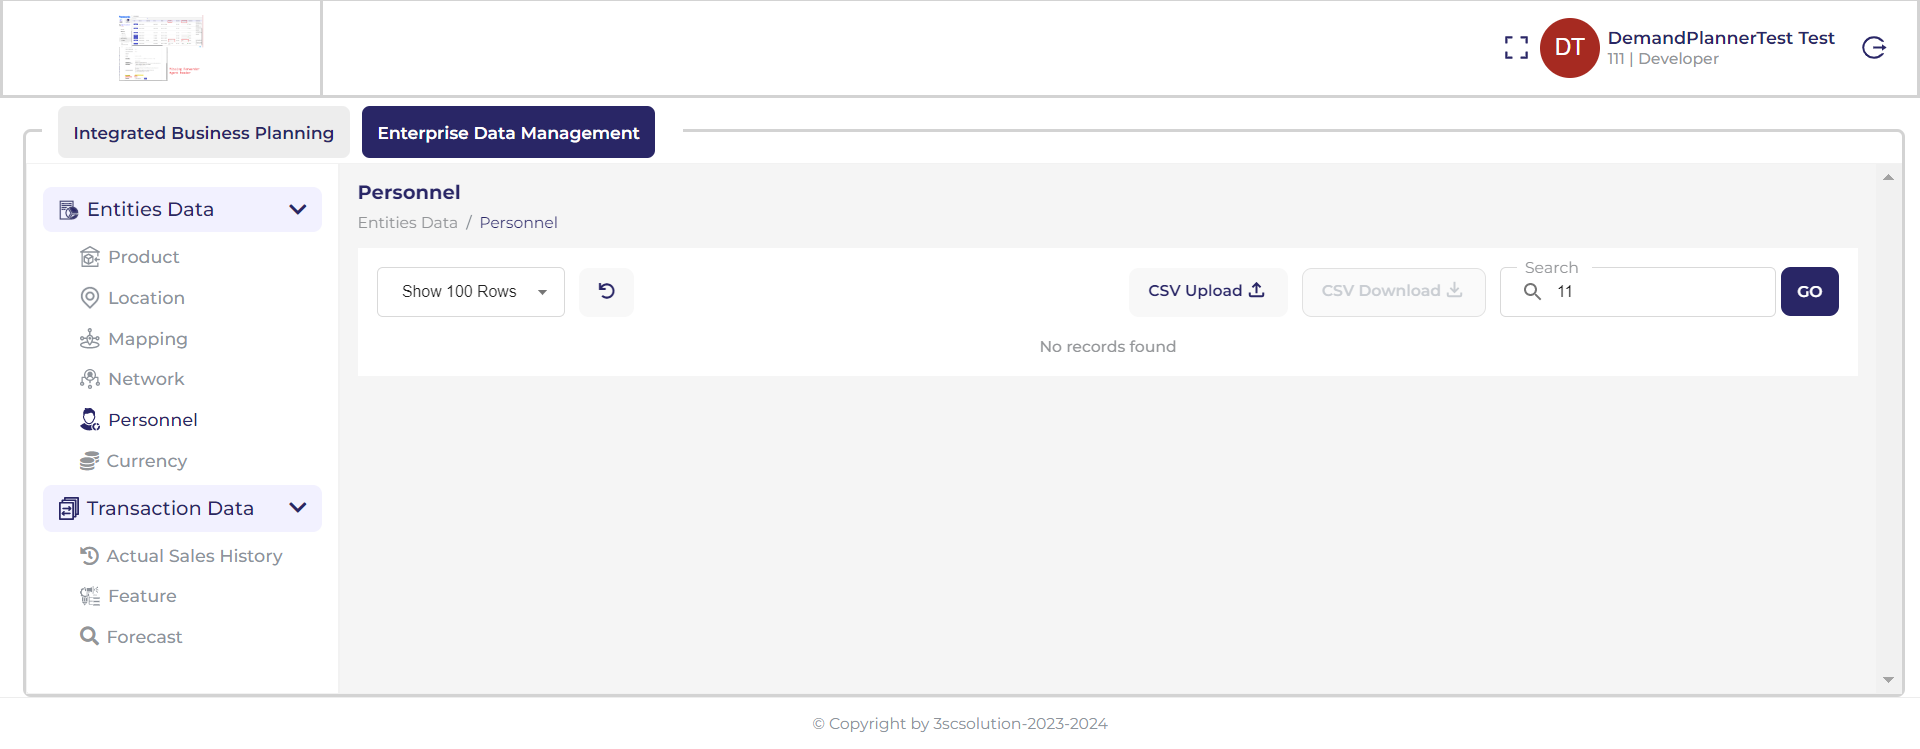 DT
DemandPlannerTest Test
111 | Developer
Integrated Business Planning
Enterprise Data Management
Entities Data
Product
Location
Mapping
Network
Personnel
Currency
Transaction Data
Actual Sales History
Feature
Forecast
Personnel
Entities Data / Personnel
Show 100 Rows
CSV Upload
CSV Download
Search
11
GO
No records found
© Copyright by 3scsolution-2023-2024